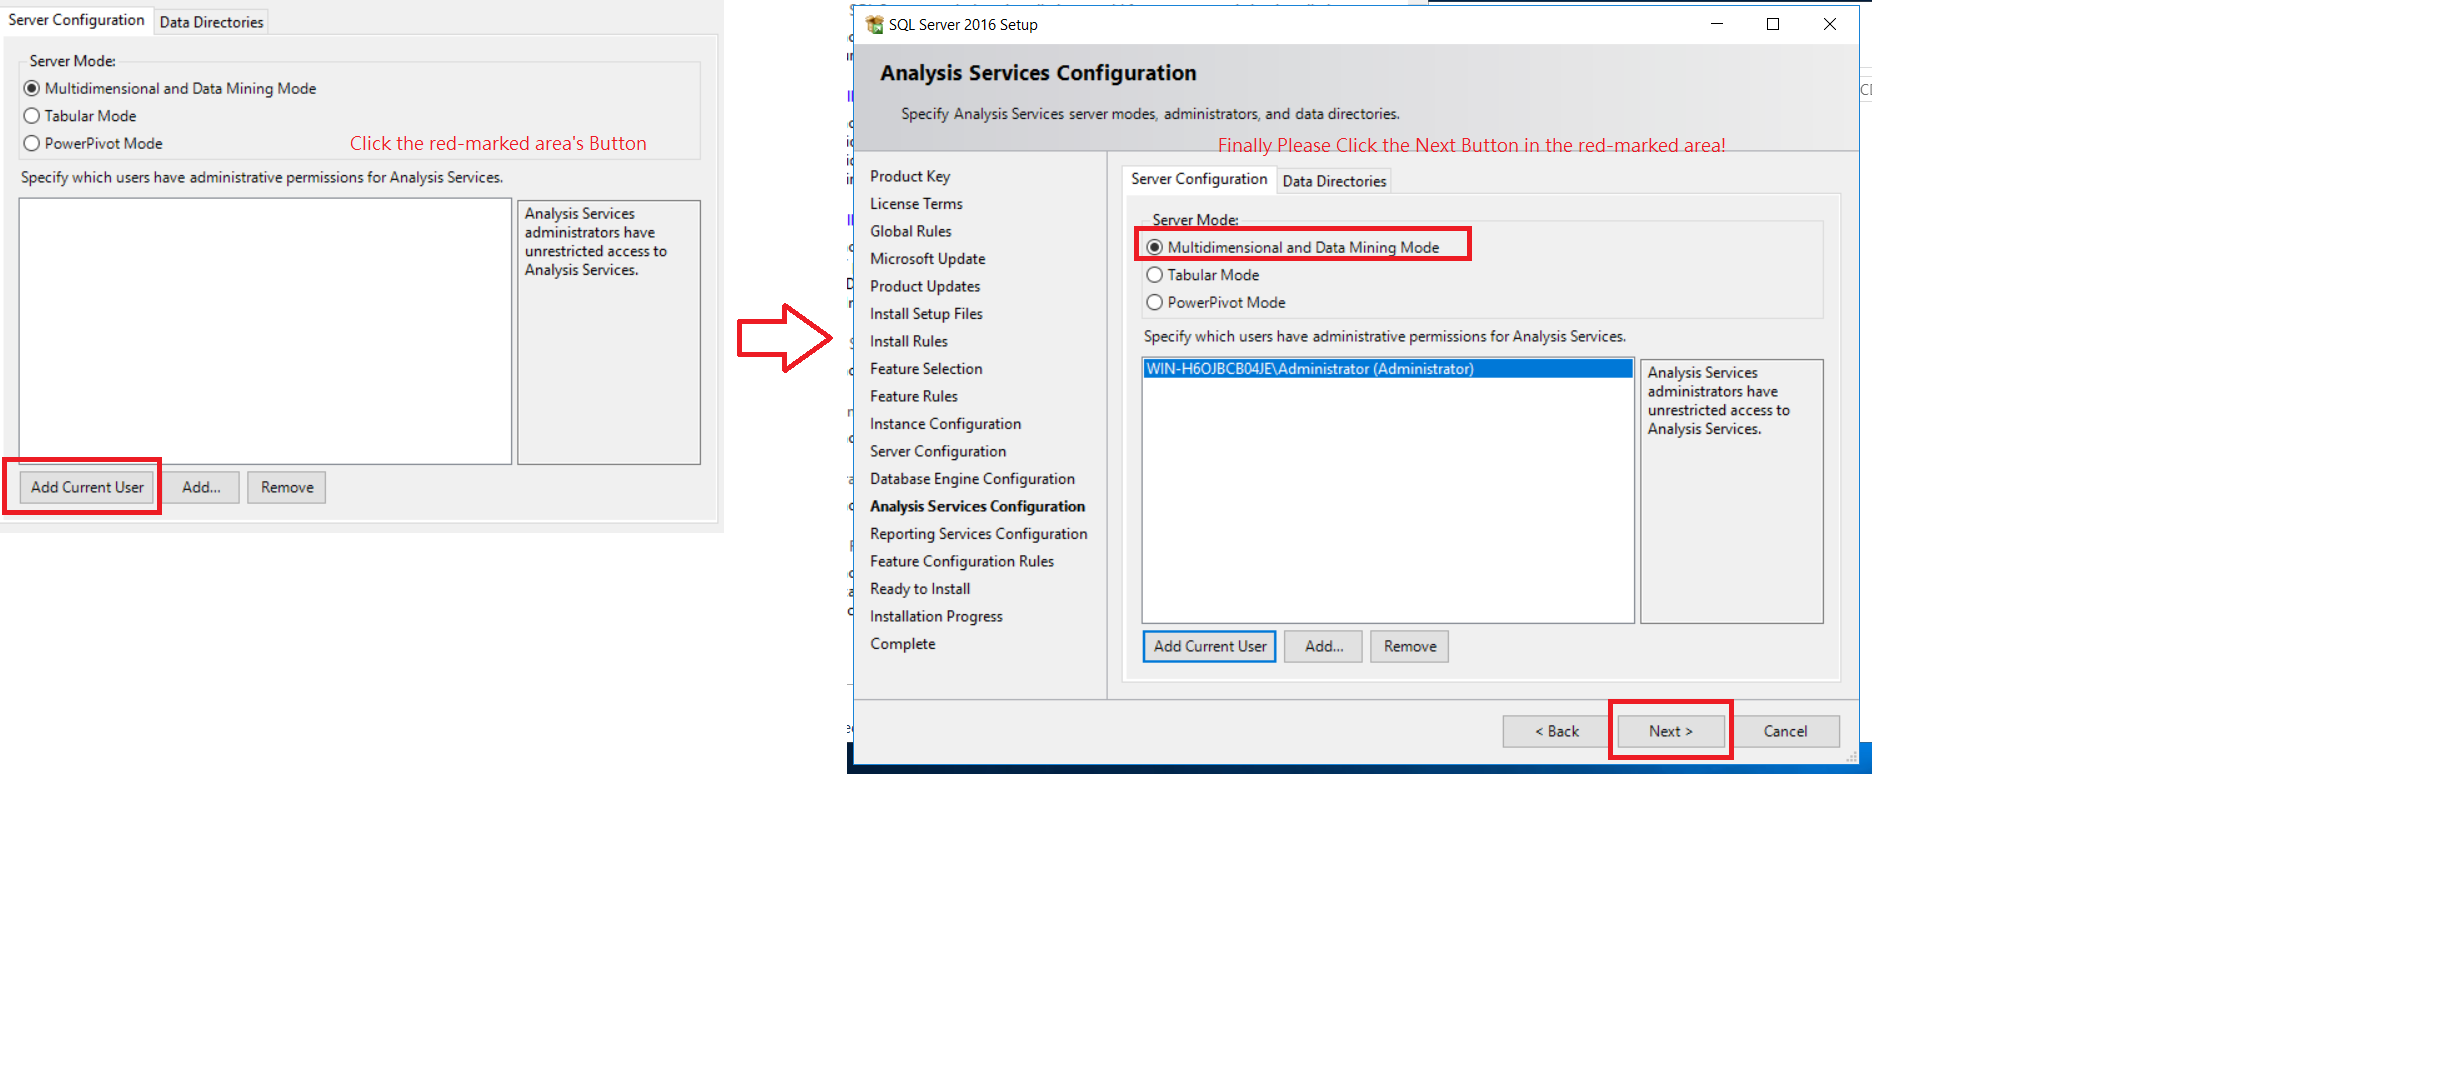 Server Configuration
Data Directories
Server Mode:
Multidimensional and Data Mining Mode
Tabular Mode
PowerPivot Mode
Click the red-marked area's Button
Specify which users have administrative permissions for Analysis Services.
Analysis Services
administrators have
unrestricted access to
Analysis Services.
Add Current User
Add...
Remove
SQL Server 2016 Setup
Analysis Services Configuration
Specify Analysis Services server modes, administrators, and data directories.
Finally Please Click the Next Button in the red-marked area!
Product Key
License Terms
Global Rules
Microsoft Update
Product Updates
Install Setup Files
Install Rules
Feature Selection
Feature Rules
Instance Configuration
Server Configuration
Database Engine Configuration
Analysis Services Configuration
Reporting Services Configuration
Feature Configuration Rules
Ready to Install
Installation Progress
Complete
Server Configuration
Data Directories
Server Mode:
Multidimensional and Data Mining Mode
Tabular Mode
PowerPivot Mode
Specify which users have administrative permissions for Analysis Services.
WIN-H6OJBCB04JE\Administrator (Administrator)
Analysis Services
administrators have
unrestricted access to
Analysis Services.
Add Current User
Add...
Remove
< Back
Next >
Cancel